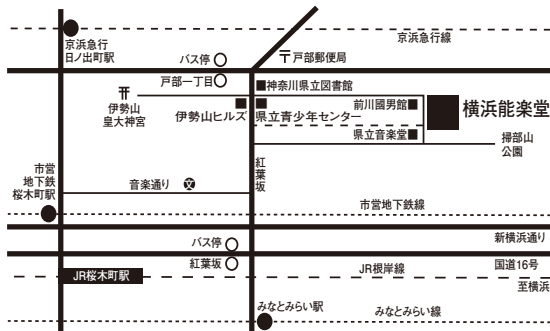 京浜急行線
京浜急行
日ノ出町駅
バス停
戸部郵便局
戸部一丁目
神奈川県立図書館
伊勢山
皇大神宮
伊勢山ヒルズ
県立青少年センター
前川國男館
横浜能楽堂
県立音楽堂
掃部山
公園
紅葉坂
市営
地下鉄
桜木町駅
音楽通り
文
市営地下鉄線
バス停
新横浜通り
紅葉坂
JR桜木町駅
JR根岸線
国道16号
至横浜
みなとみらい駅
みなとみらい線